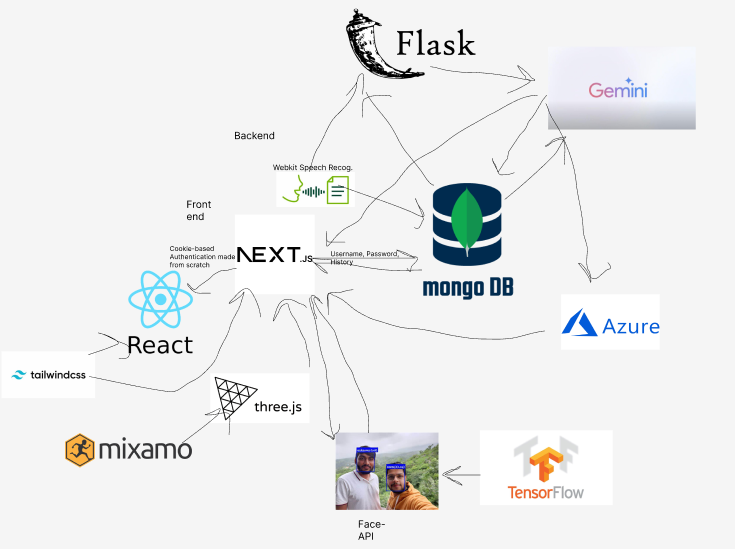 Flask
Gemini
Backend
Webkit Speech Recog.
Front
end
Cookie-based
Authentication made
from scratch
NEXT.JS
Username, Password,
History
mongo DB
React
Azure
tailwindcss
three.js
mixamo
TensorFlow
Face-
API